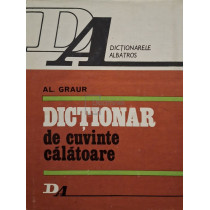 DA
DICȚIONARELE
ALBATROS
AL. GRAUR
DICȚIONAR
de cuvinte
călătoare
DA